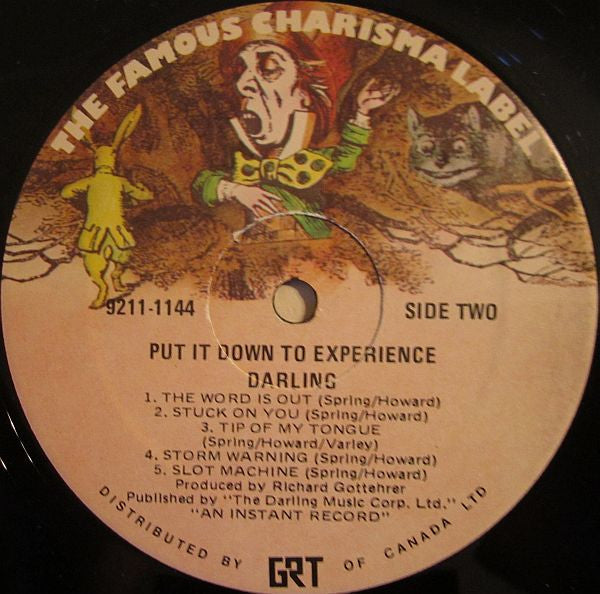 THE FAMOUS CHARISMA LABEL
9211-1144
SIDE TWO
PUT IT DOWN TO EXPERIENCE
DARLING
1. THE WORD IS OUT (Spring/Howard)
2. STUCK ON YOU (Spring/Howard)
3. TIP OF MY TONGUE
(Spring/Howard/Varley)
4. STORM WARNING (Spring/Howard)
5. SLOT MACHINE (Spring/Howard)
Produced by Richard Gottehrer
Published by "The Darling Music Corp. Ltd."
"AN INSTANT RECORD"
DISTRIBUTED BY GRT OF CANADA LTD